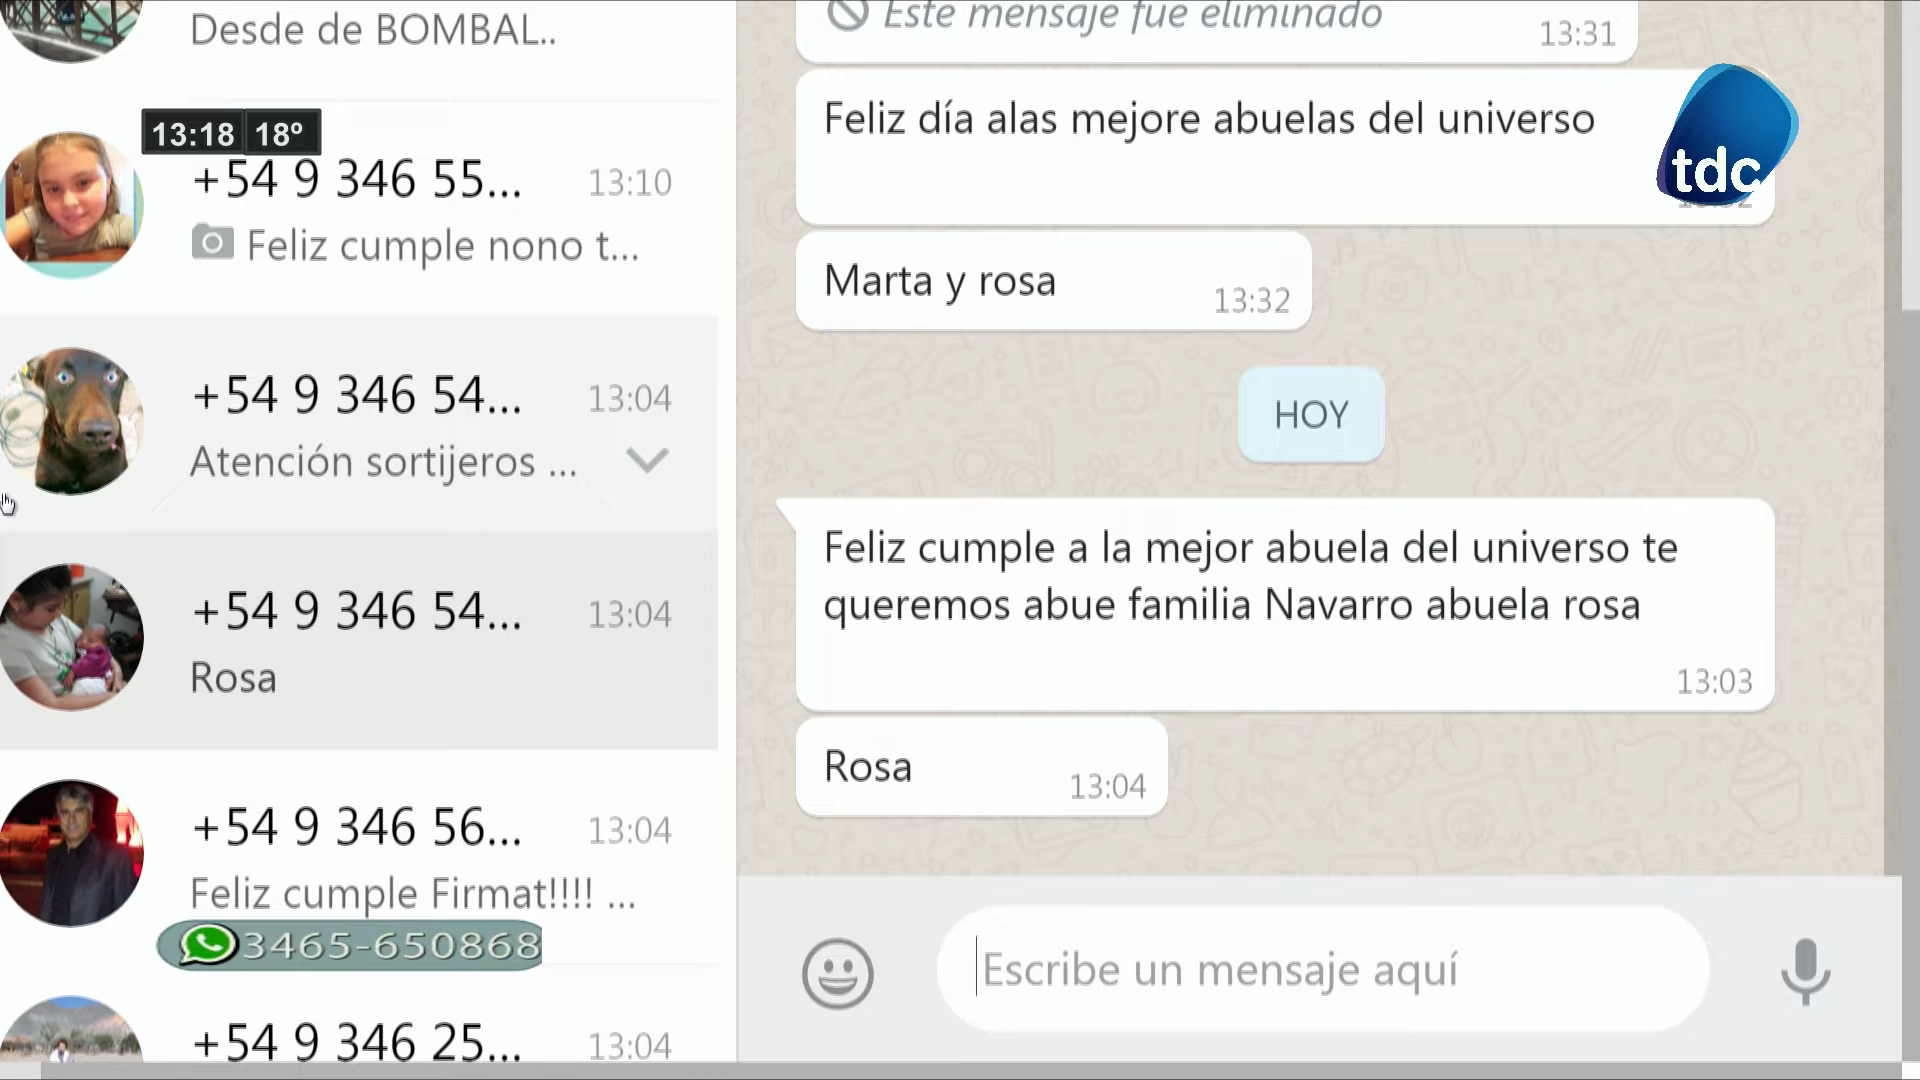 Desde de BOMBAL..
13:18 18º
+54 9 346 55... 13:10
Feliz cumple nono t...
+54 9 346 54... 13:04
Atención sortijeros ...
+54 9 346 54... 13:04
Rosa
+54 9 346 56... 13:04
Feliz cumple Firmat!!!! ...
3465-650868
+54 9 346 25... 13:04
Este mensaje fue eliminado
13:31
Feliz día alas mejore abuelas del universo
tdc
Marta y rosa
13:32
HOY
Feliz cumple a la mejor abuela del universo te
queremos abue familia Navarro abuela rosa
13:03
Rosa
13:04
Escribe un mensaje aquí